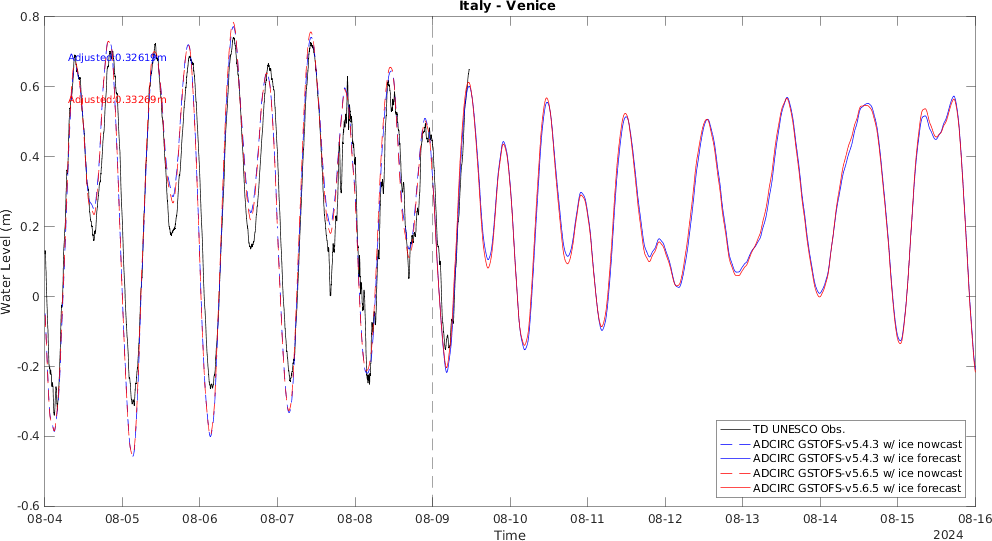 Italy - Venice
0.8
0.6
0.4
0.2
0
-0.2
-0.4
-0.6
Water Level (m)
Adjusted:0.32619m
Adjusted:0.33269m
TD UNESCO Obs.
ADCIRC GSTOFS-v5.4.3 w/ ice nowcast
ADCIRC GSTOFS-v5.4.3 w/ ice forecast
ADCIRC GSTOFS-v5.6.5 w/ ice nowcast
ADCIRC GSTOFS-v5.6.5 w/ ice forecast
08-04 08-05 08-06 08-07 08-08 08-09 08-10 08-11 08-12 08-13 08-14 08-15 08-16
Time
2024